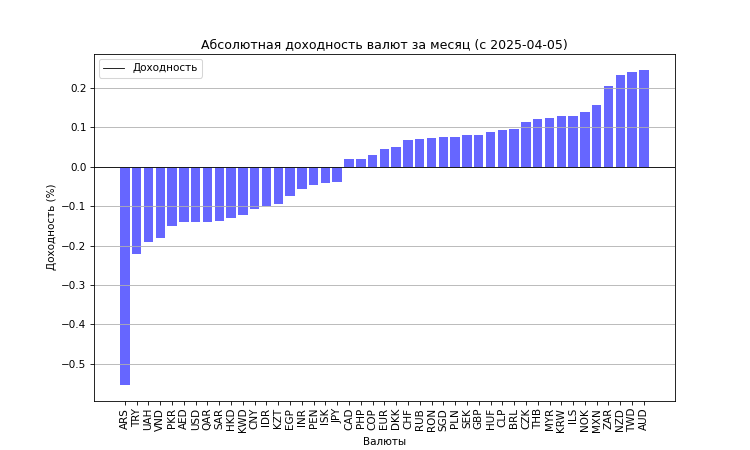 Абсолютная доходность валют за месяц (с 2025-04-05)
Доходность
0.2
0.1
0.0
−0.1
−0.2
−0.3
−0.4
−0.5
Доходность (%)
ARS
TRY
UAH
VND
PKR
AED
USD
QAR
SAR
HKD
KWD
CNY
IDR
KZT
EGP
INR
PEN
ISK
JPY
CAD
PHP
COP
EUR
DKK
CHF
RUB
RON
SGD
PLN
SEK
GBP
HUF
CLP
BRL
CZK
THB
MYR
KRW
ILS
NOK
MXN
ZAR
NZD
TWD
AUD
Валюты